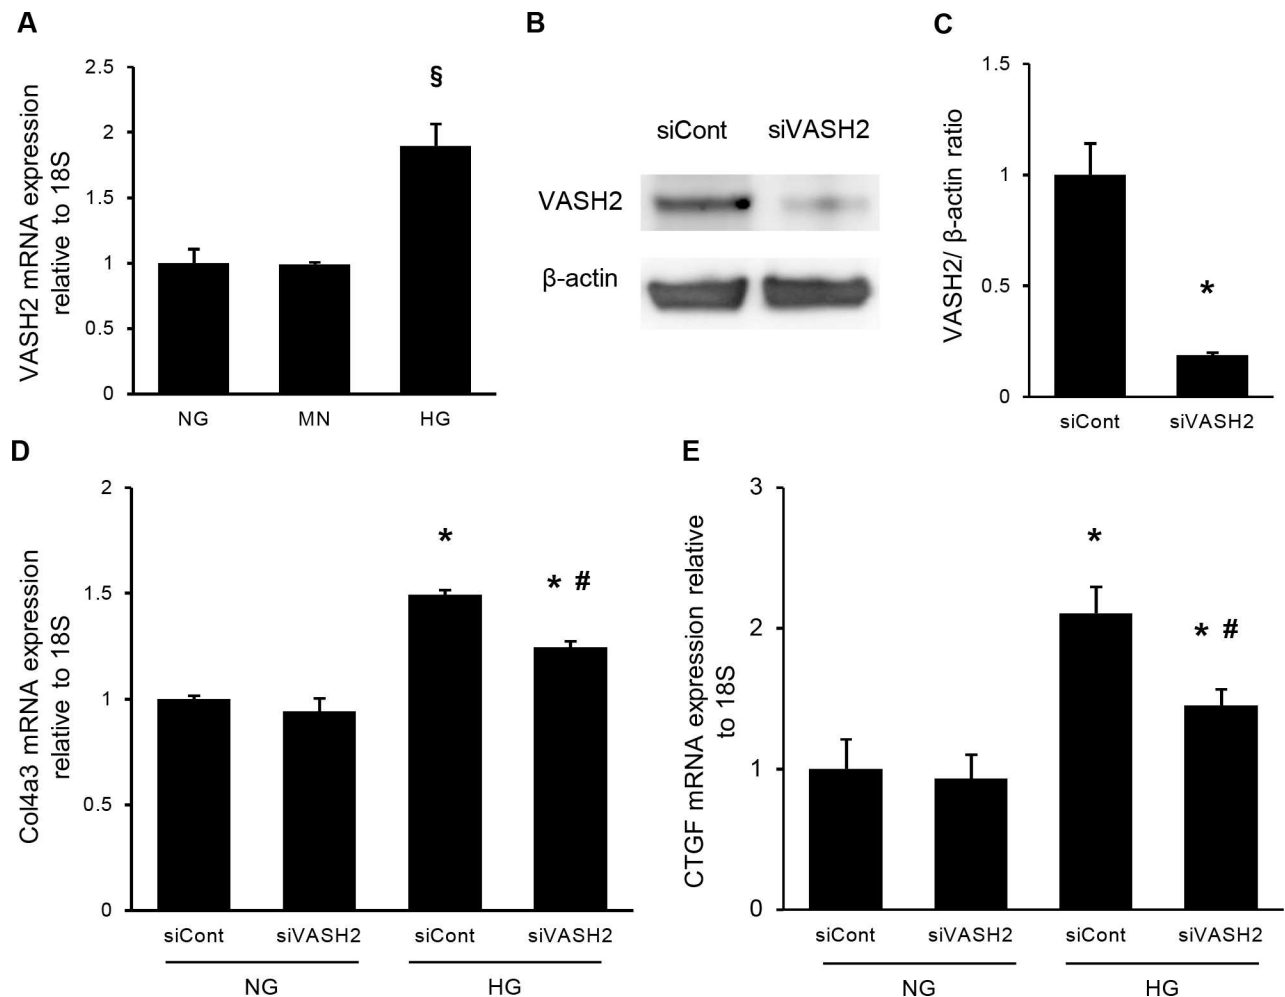 A
VASH2 mRNA expression
relative to 18S
2.5
2
1.5
1
0.5
0
§
NG MN HG
B
siCont siVASH2
VASH2
β-actin
C
VASH2/ β-actin ratio
1.5
1
0.5
0
*
siCont siVASH2
D
Col4a3 mRNA expression
relative to 18S
2
1.5
1
0.5
0
*
* #
siCont siVASH2 siCont siVASH2
NG HG
E
CTGF mRNA expression relative
to 18S
3
2
1
0
*
* #
siCont siVASH2 siCont siVASH2
NG HG